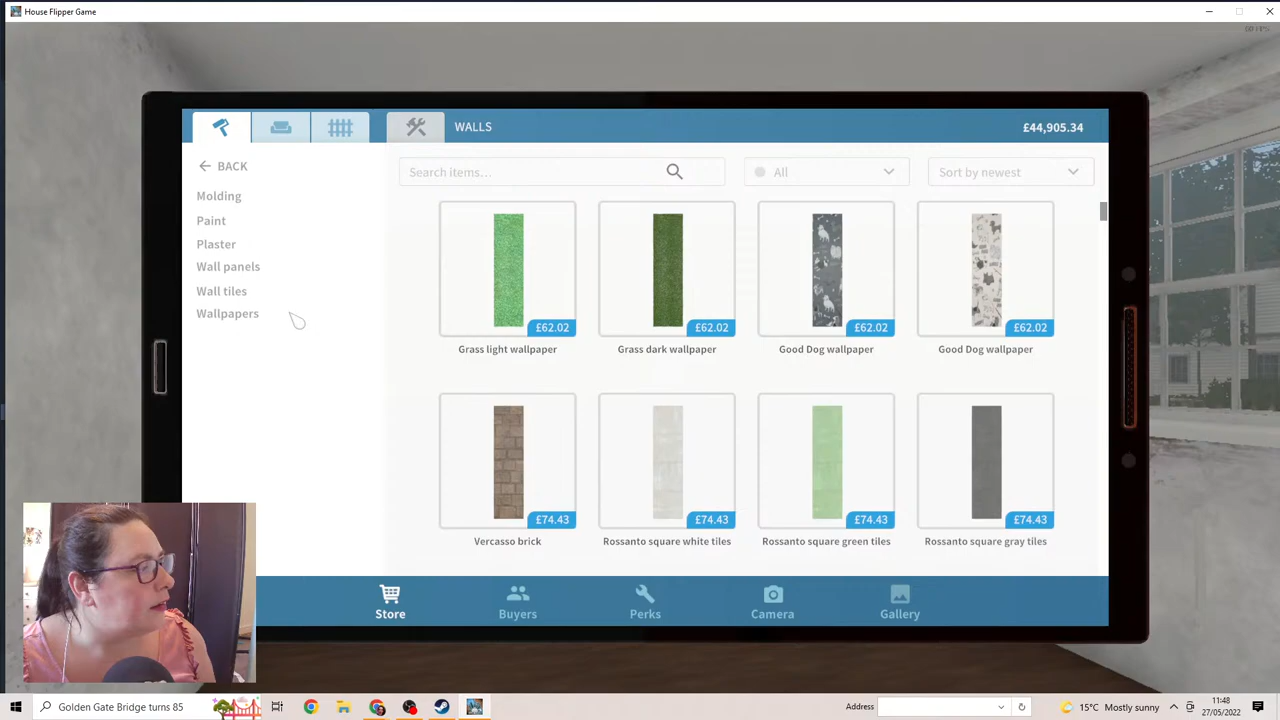 House Flipper Game
60 FPS
WALLS
£44,905.34
BACK
Search items...
All
Sort by newest
Molding
Paint
Plaster
Wall panels
Wall tiles
Wallpapers
£62.02
£62.02
£62.02
£62.02
Grass light wallpaper
Grass dark wallpaper
Good Dog wallpaper
Good Dog wallpaper
£74.43
£74.43
£74.43
£74.43
Vercasso brick
Rossanto square white tiles
Rossanto square green tiles
Rossanto square gray tiles
Store
Buyers
Perks
Camera
Gallery
Golden Gate Bridge turns 85
Address
15°C Mostly sunny
11:48
27/05/2022